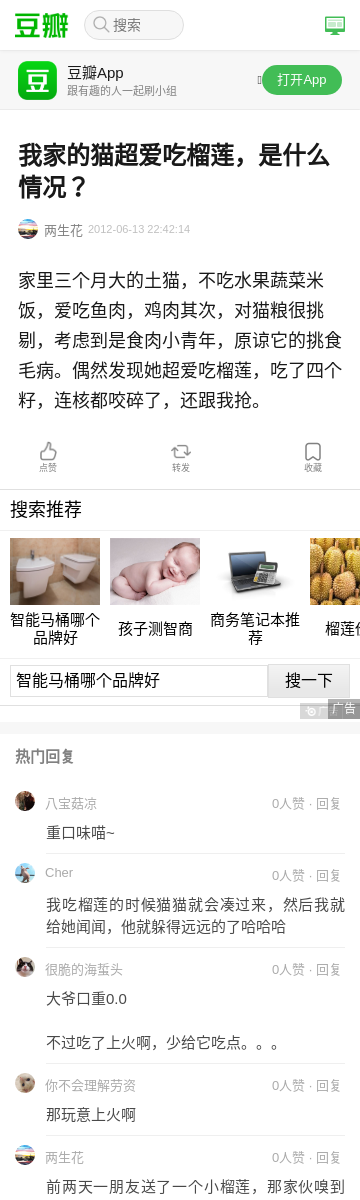 豆瓣
搜索
豆
豆瓣App
跟有趣的人一起刷小组
打开App
我家的猫超爱吃榴莲，是什么
情况？
两生花 2012-06-13 22:42:14
家里三个月大的土猫，不吃水果蔬菜米
饭，爱吃鱼肉，鸡肉其次，对猫粮很挑
剔，考虑到是食肉小青年，原谅它的挑食
毛病。偶然发现她超爱吃榴莲，吃了四个
籽，连核都咬碎了，还跟我抢。
点赞 转发 收藏
搜索推荐
智能马桶哪个
品牌好
孩子测智商
商务笔记本推
荐
榴莲
智能马桶哪个品牌好
搜一下
广告
热门回复
八宝菇凉 0人赞 · 回复
重口味喵~
Cher 0人赞 · 回复
我吃榴莲的时候猫猫就会凑过来，然后我就
给她闻闻，他就躲得远远的了哈哈哈
很脆的海蜇头 0人赞 · 回复
大爷口重0.0
不过吃了上火啊，少给它吃点。。。
你不会理解劳资 0人赞 · 回复
那玩意上火啊
两生花 0人赞 · 回复
前两天一朋友送了一个小榴莲，那家伙嗅到